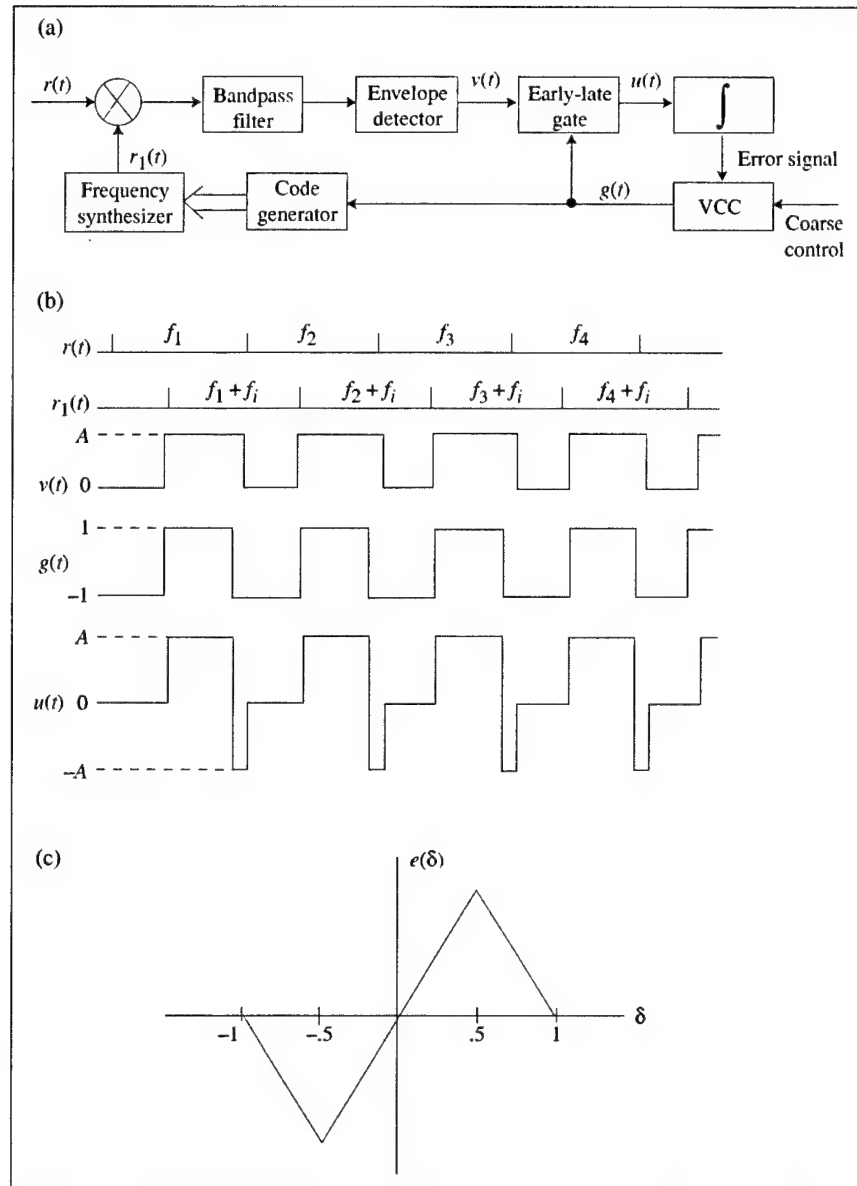 (a)
r(t)
Bandpass filter
Envelope detector
v(t)
Early-late gate
u(t)
∫
r₁(t)
Error signal
Frequency synthesizer
Code generator
g(t)
VCC
Coarse control
(b)
r(t) f₁ f₂ f₃ f₄
r₁(t) f₁ + fᵢ f₂ + fᵢ f₃ + fᵢ f₄ + fᵢ
A
v(t) 0
1
g(t)
–1
A
u(t) 0
–A
(c)
e(δ)
–1 –.5 .5 1 δ